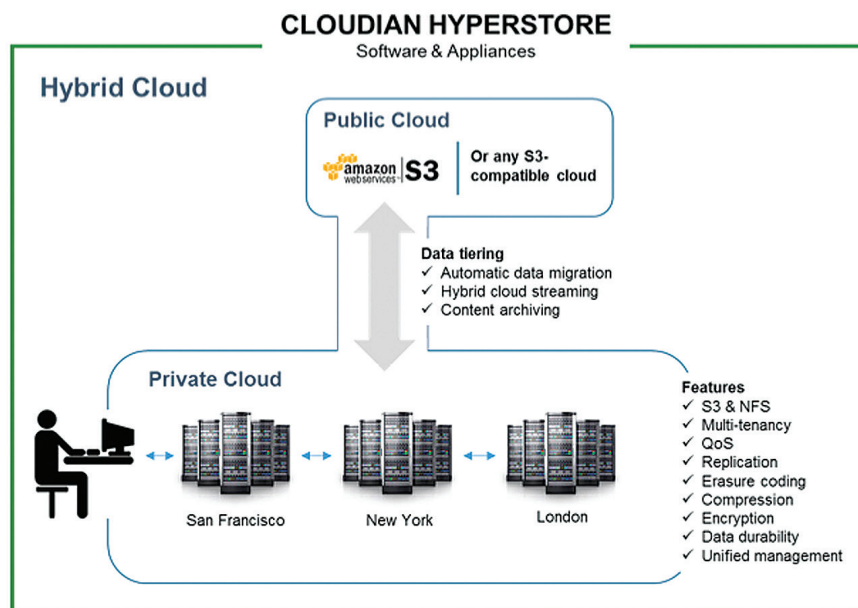 CLOUDIAN HYPERSTORE
Software & Appliances
Hybrid Cloud
Public Cloud
amazon
webservices™
S3
Or any S3-
compatible cloud
Data tiering
✓ Automatic data migration
✓ Hybrid cloud streaming
✓ Content archiving
Private Cloud
San Francisco
New York
London
Features
✓ S3 & NFS
✓ Multi-tenancy
✓ QoS
✓ Replication
✓ Erasure coding
✓ Compression
✓ Encryption
✓ Data durability
✓ Unified management